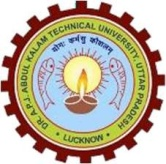 DR. A.P.J. ABDUL KALAM TECHNICAL UNIVERSITY, UTTAR PRADESH
योगः कर्मसु कौशलम्
LUCKNOW